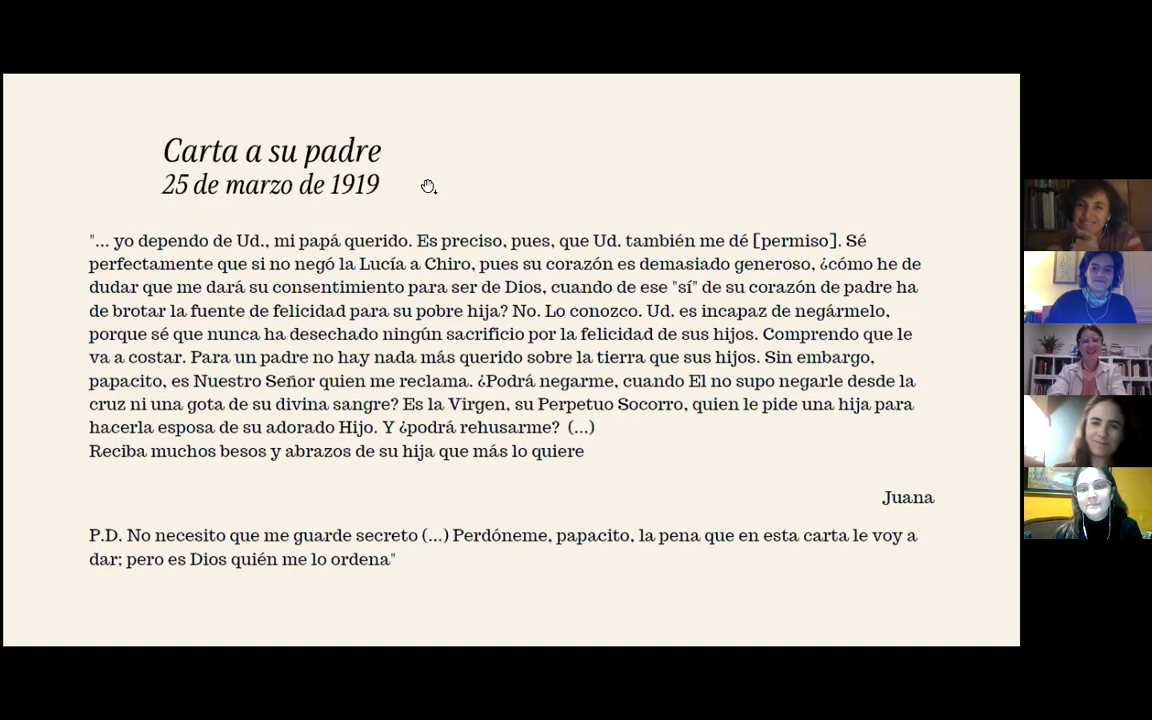 Carta a su padre
25 de marzo de 1919
"... yo dependo de Ud., mi papá querido. Es preciso, pues, que Ud. también me dé [permiso]. Sé
perfectamente que si no negó la Lucía a Chiro, pues su corazón es demasiado generoso, ¿cómo he de
dudar que me dará su consentimiento para ser de Dios, cuando de ese "sí" de su corazón de padre ha
de brotar la fuente de felicidad para su pobre hija? No. Lo conozco. Ud. es incapaz de negármelo,
porque sé que nunca ha desechado ningún sacrificio por la felicidad de sus hijos. Comprendo que le
va a costar. Para un padre no hay nada más querido sobre la tierra que sus hijos. Sin embargo,
papacito, es Nuestro Señor quien me reclama. ¿Podrá negarme, cuando El no supo negarle desde la
cruz ni una gota de su divina sangre? Es la Virgen, su Perpetuo Socorro, quien le pide una hija para
hacerla esposa de su adorado Hijo. Y ¿podrá rehusarme? (...)
Reciba muchos besos y abrazos de su hija que más lo quiere
Juana
P.D. No necesito que me guarde secreto (...) Perdóneme, papacito, la pena que en esta carta le voy a
dar; pero es Dios quién me lo ordena"